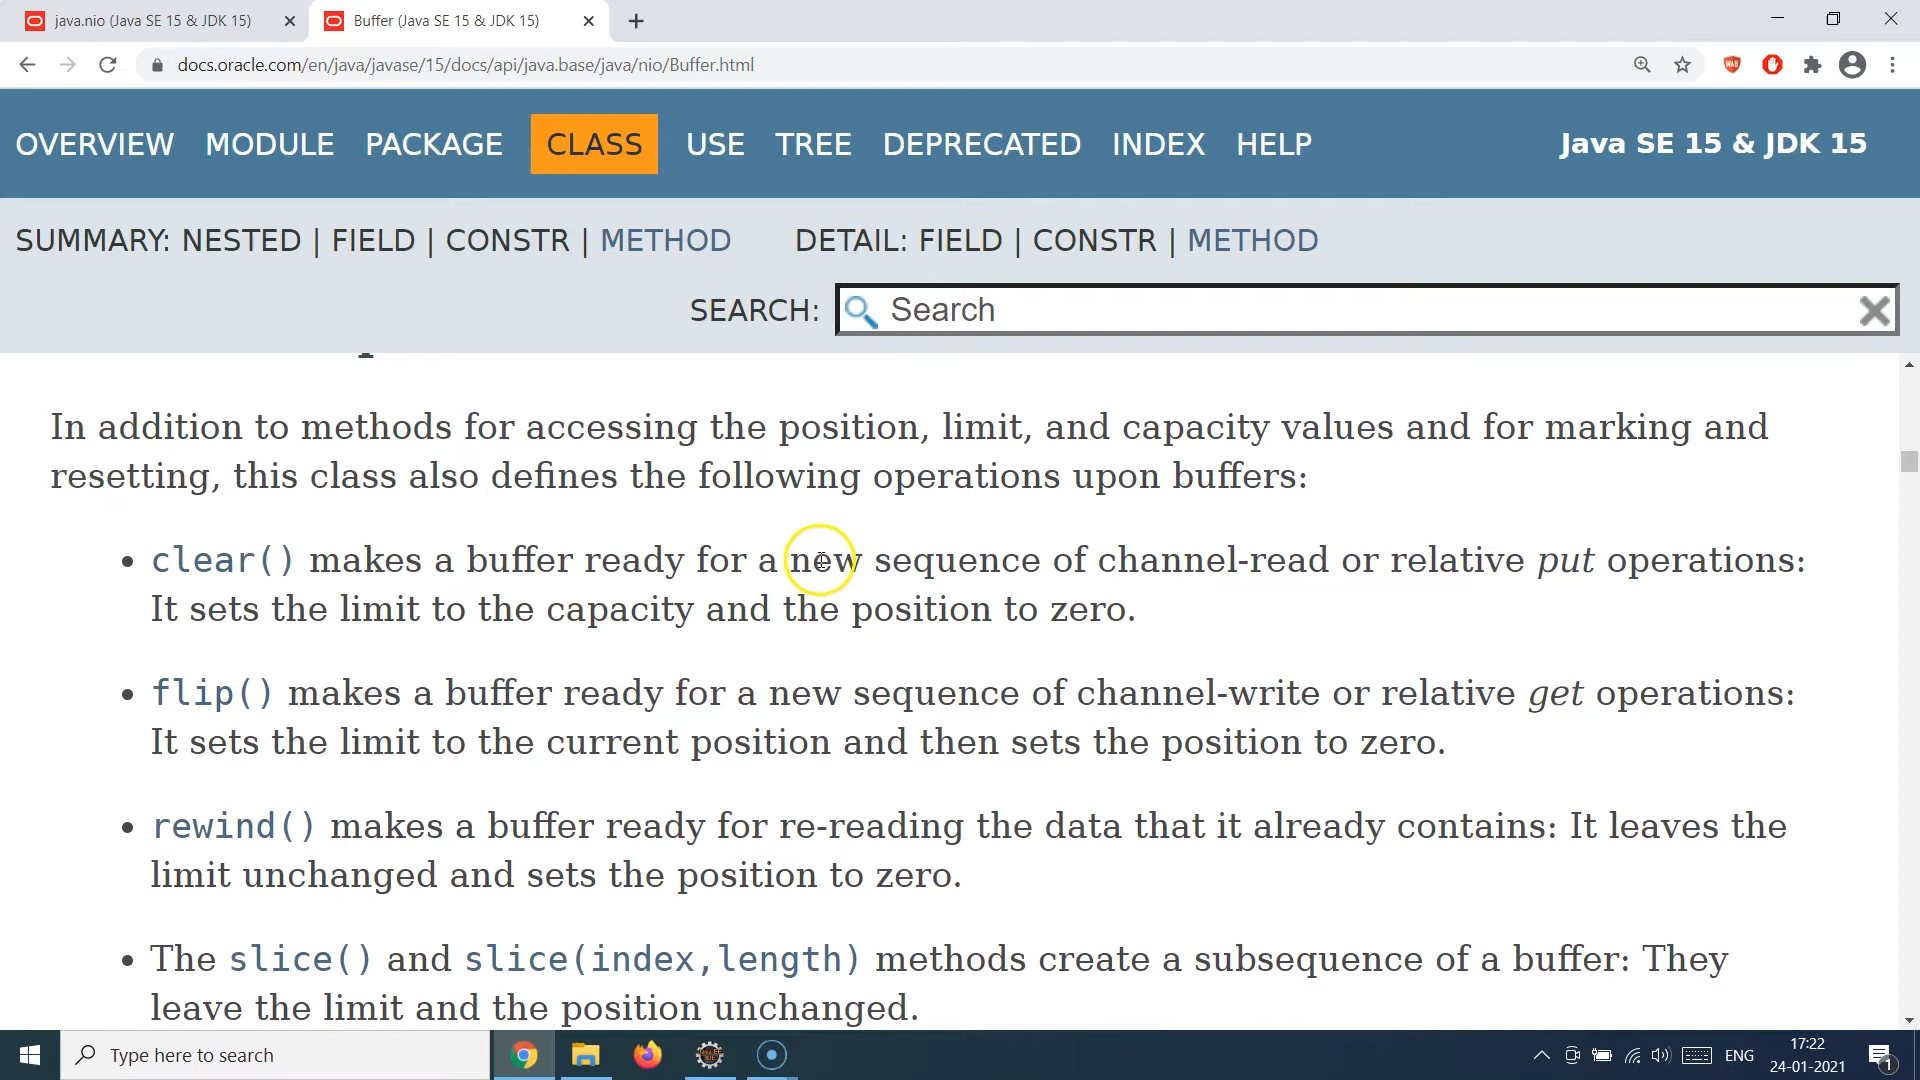 java.nio (Java SE 15 & JDK 15)
Buffer (Java SE 15 & JDK 15)
docs.oracle.com/en/java/javase/15/docs/api/java.base/java/nio/Buffer.html
OVERVIEW MODULE PACKAGE CLASS USE TREE DEPRECATED INDEX HELP
Java SE 15 & JDK 15
SUMMARY: NESTED | FIELD | CONSTR | METHOD
DETAIL: FIELD | CONSTR | METHOD
SEARCH: Search
In addition to methods for accessing the position, limit, and capacity values and for marking and
resetting, this class also defines the following operations upon buffers:
• clear() makes a buffer ready for a new sequence of channel-read or relative put operations:
It sets the limit to the capacity and the position to zero.
• flip() makes a buffer ready for a new sequence of channel-write or relative get operations:
It sets the limit to the current position and then sets the position to zero.
• rewind() makes a buffer ready for re-reading the data that it already contains: It leaves the
limit unchanged and sets the position to zero.
• The slice() and slice(index,length) methods create a subsequence of a buffer: They
leave the limit and the position unchanged.
Type here to search
ENG
17:22
24-01-2021
1